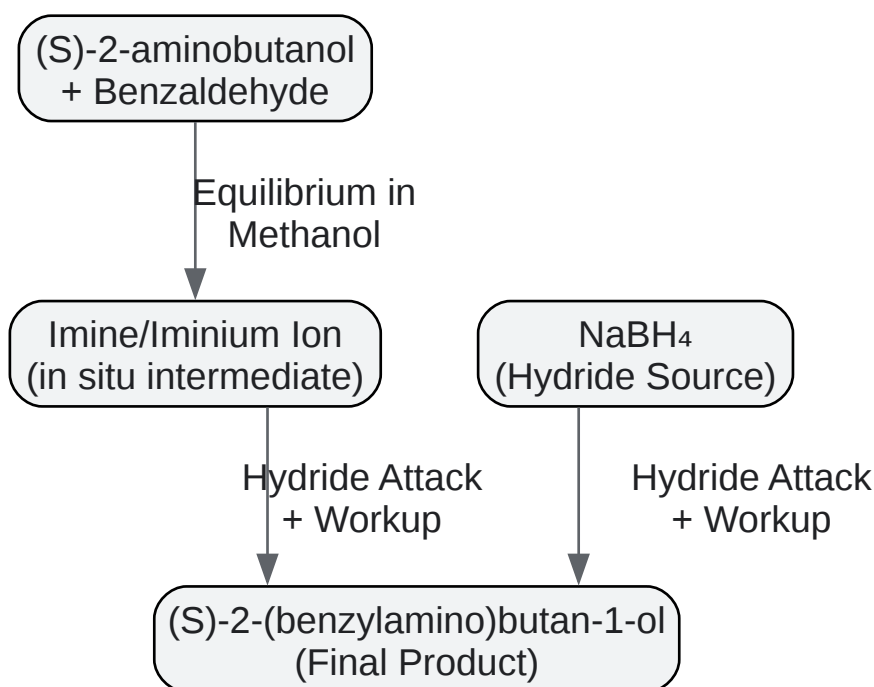 (S)-2-aminobutanol
+ Benzaldehyde
Equilibrium in
Methanol
Imine/Iminium Ion
(in situ intermediate)
NaBH₄
(Hydride Source)
Hydride Attack
+ Workup
Hydride Attack
+ Workup
(S)-2-(benzylamino)butan-1-ol
(Final Product)